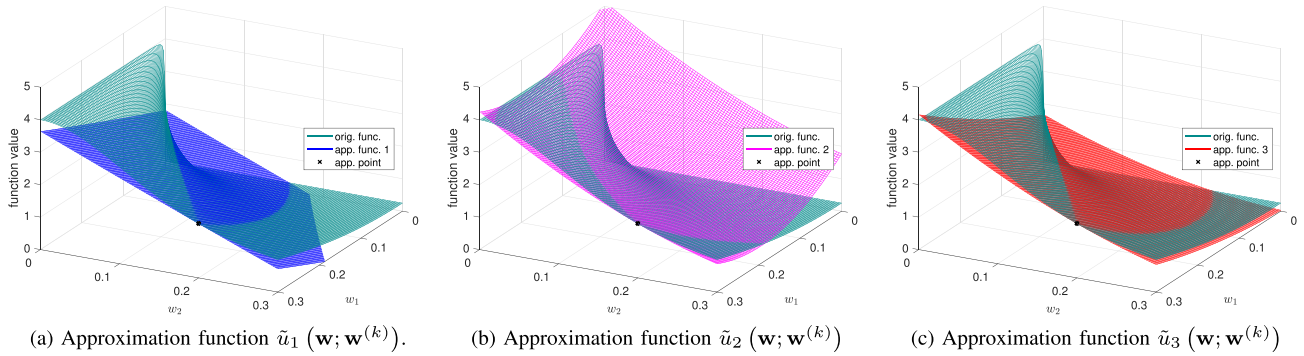 5
4
3
2
1
0
function value
0
0.1
0.2
0.3
w₂
0.3
0.2
0.1
0
w₁
orig. func.
app. func. 1
app. point
(a) Approximation function ũ₁ (𝐰; 𝐰⁽ᵏ⁾).
5
4
3
2
1
0
function value
0
0.1
0.2
0.3
w₂
0.3
0.2
0.1
0
w₁
orig. func.
app. func. 2
app. point
(b) Approximation function ũ₂ (𝐰; 𝐰⁽ᵏ⁾)
5
4
3
2
1
0
function value
0
0.1
0.2
0.3
w₂
0.3
0.2
0.1
0
w₁
orig. func.
app. func. 3
app. point
(c) Approximation function ũ₃ (𝐰; 𝐰⁽ᵏ⁾)